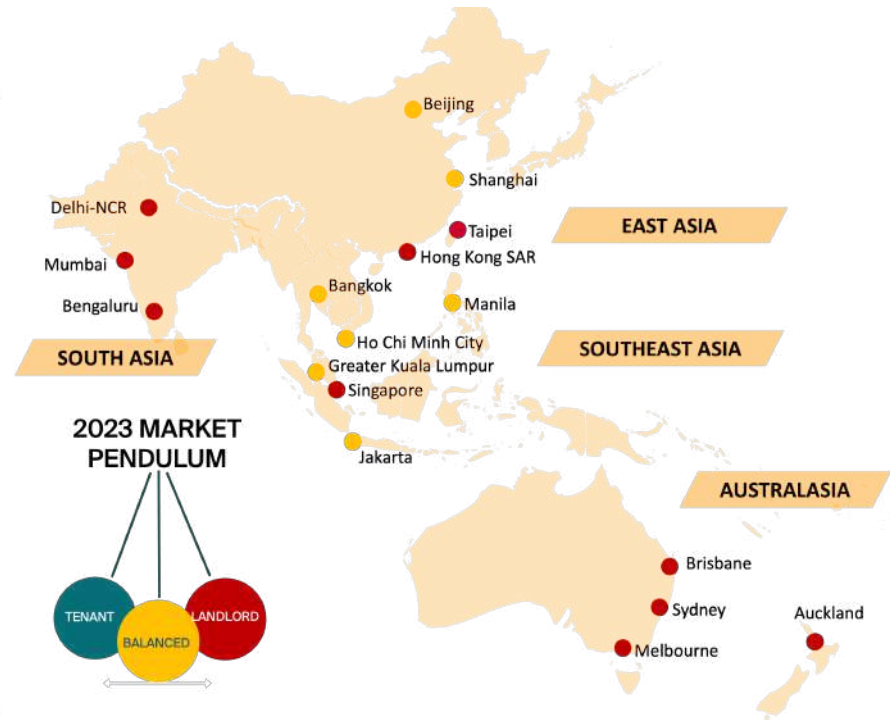 Beijing
Shanghai
Delhi-NCR
Taipei
EAST ASIA
Hong Kong SAR
Mumbai
Bangkok
Bengaluru
Manila
Ho Chi Minh City
SOUTHEAST ASIA
SOUTH ASIA
Greater Kuala Lumpur
Singapore
2023 MARKET
PENDULUM
Jakarta
AUSTRALASIA
Brisbane
Sydney
Auckland
TENANT
LANDLORD
BALANCED
Melbourne